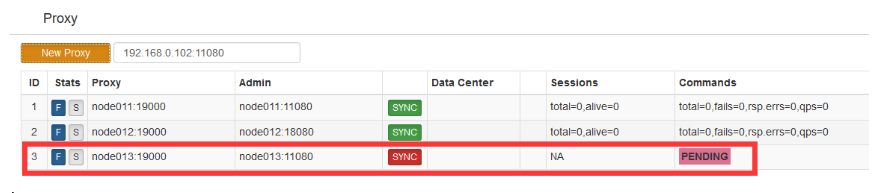 Proxy
New Proxy 192.168.0.102:11080
ID Stats Proxy Admin Data Center Sessions Commands
1 F S node011:19000 node011:11080 SYNC total=0,alive=0 total=0,fails=0,rsp.errs=0,qps=0
2 F S node012:19000 node012:18080 SYNC total=0,alive=0 total=0,fails=0,rsp.errs=0,qps=0
3 F S node013:19000 node013:11080 SYNC NA PENDING